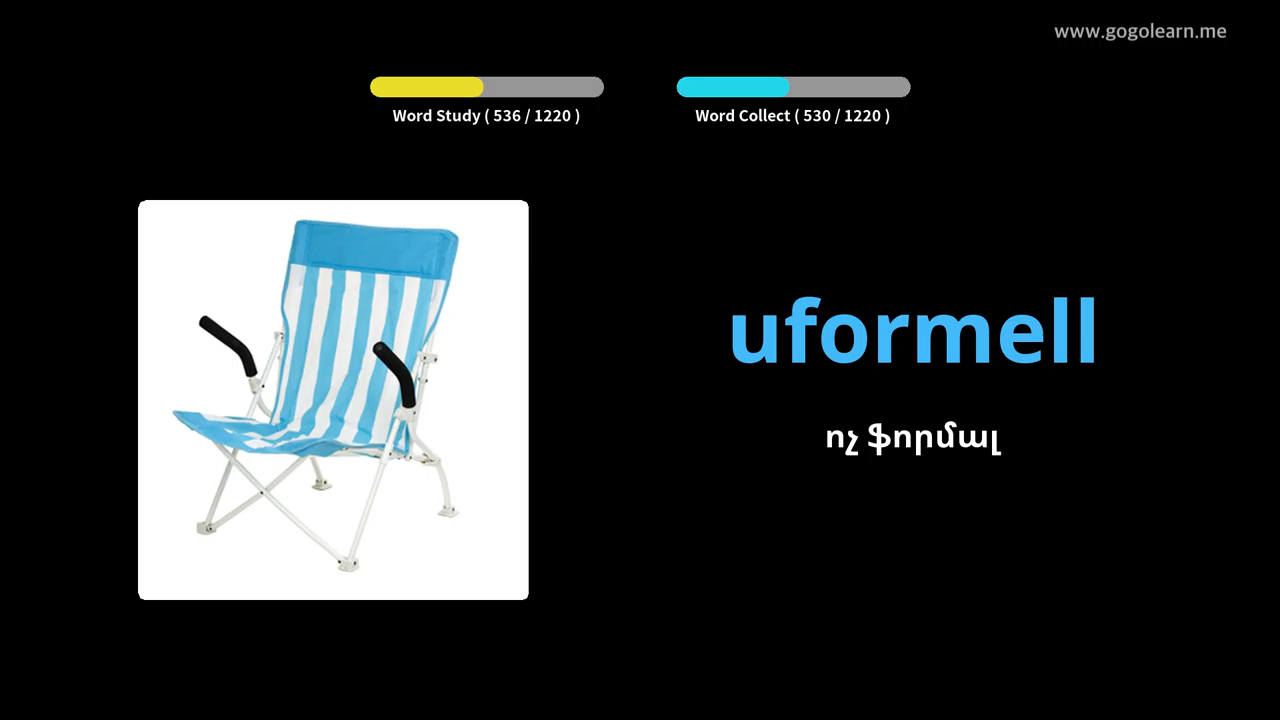 www.gogolearn.me
Word Study ( 536 / 1220 )
Word Collect ( 530 / 1220 )
uformell
ոչ ֆորմալ